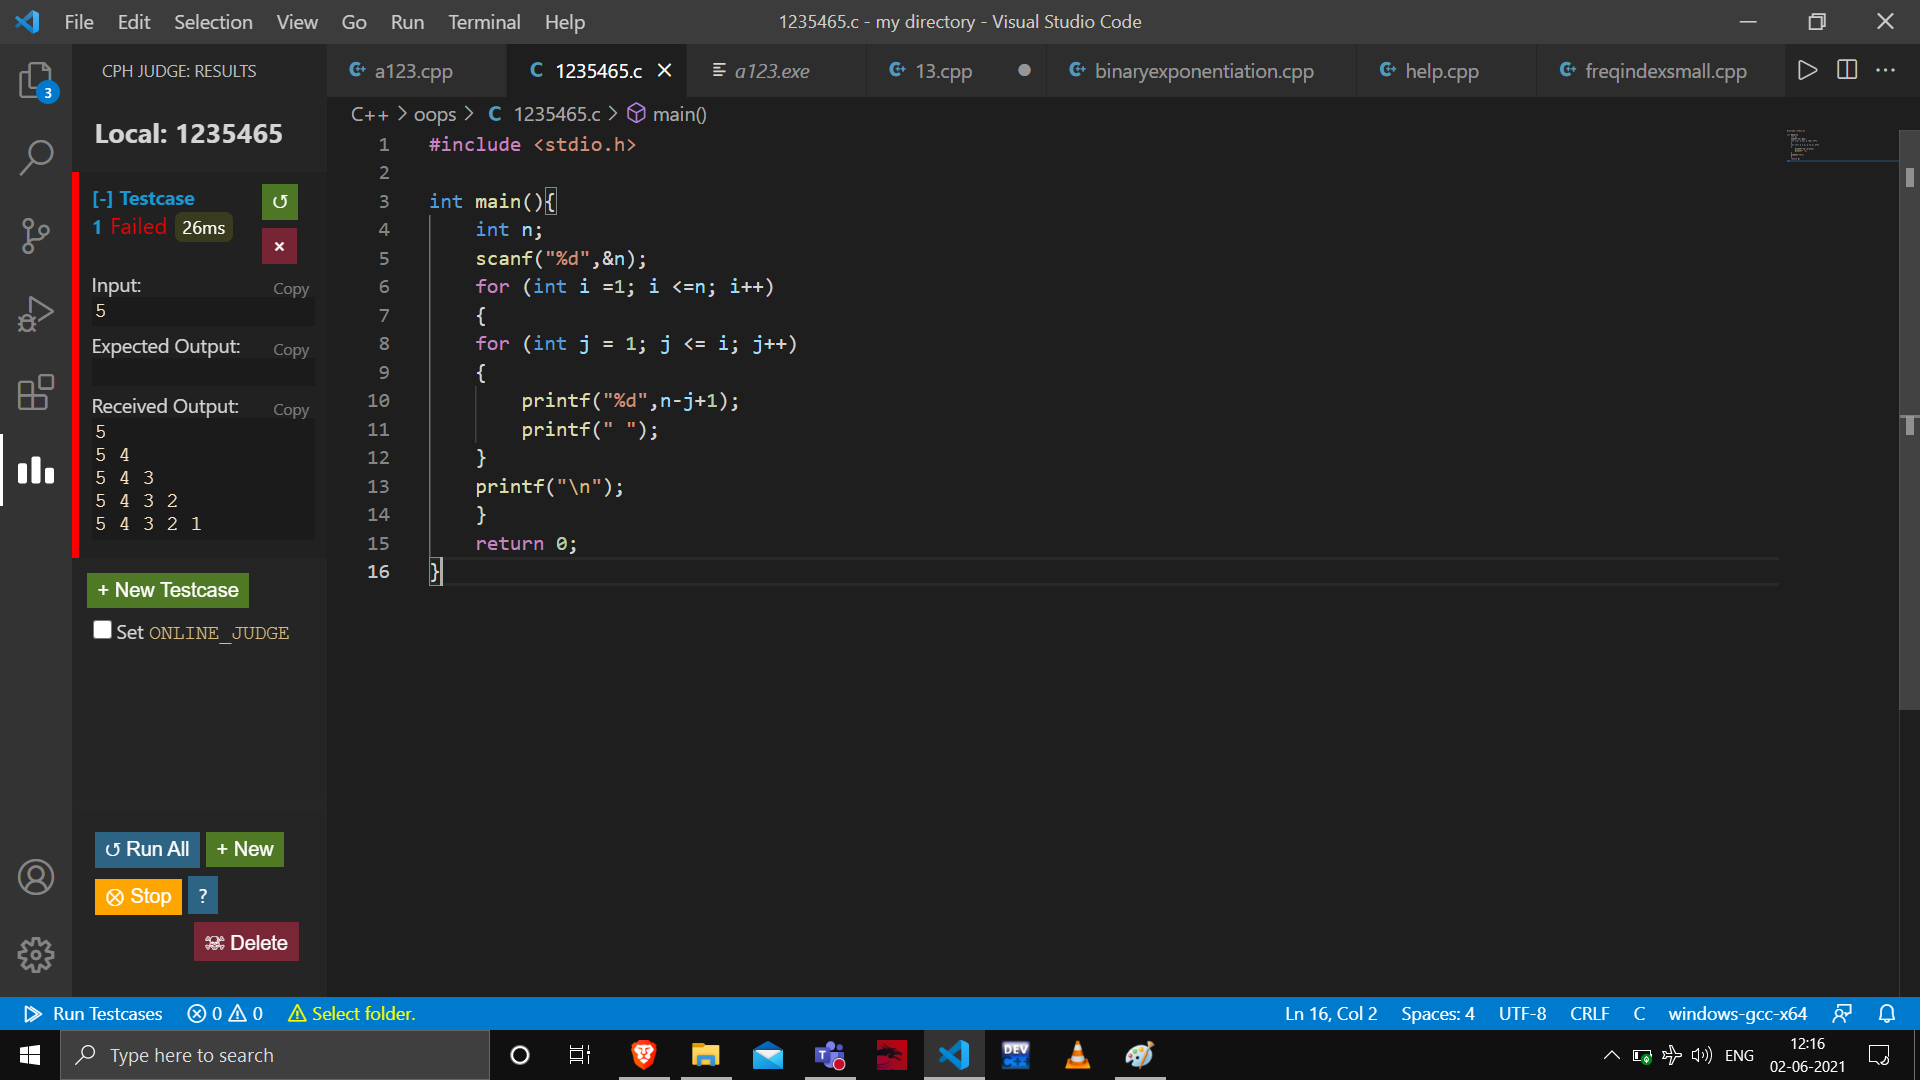 File Edit Selection View Go Run Terminal Help
1235465.c - my directory - Visual Studio Code
3
CPH JUDGE: RESULTS
a123.cpp
C 1235465.c
a123.exe
13.cpp
binaryexponentiation.cpp
help.cpp
freqindexsmall.cpp
C++ > oops > C 1235465.c > main()
Local: 1235465
[-] Testcase
1 Failed 26ms
Input:
Copy
5
Expected Output:
Copy
Received Output:
Copy
5
5 4
5 4 3
5 4 3 2
5 4 3 2 1
+ New Testcase
Set ONLINE_JUDGE
Run All
+ New
Stop
?
Delete
1 #include <stdio.h>
2
3 int main(){
4 int n;
5 scanf("%d",&n);
6 for (int i =1; i <=n; i++)
7 {
8 for (int j = 1; j <= i; j++)
9 {
10 printf("%d",n-j+1);
11 printf(" ");
12 }
13 printf("\n");
14 }
15 return 0;
16 }
Run Testcases 0 0 Select folder.
Ln 16, Col 2 Spaces: 4 UTF-8 CRLF C windows-gcc-x64
Type here to search
T
DEV
C++
ENG
12:16
02-06-2021